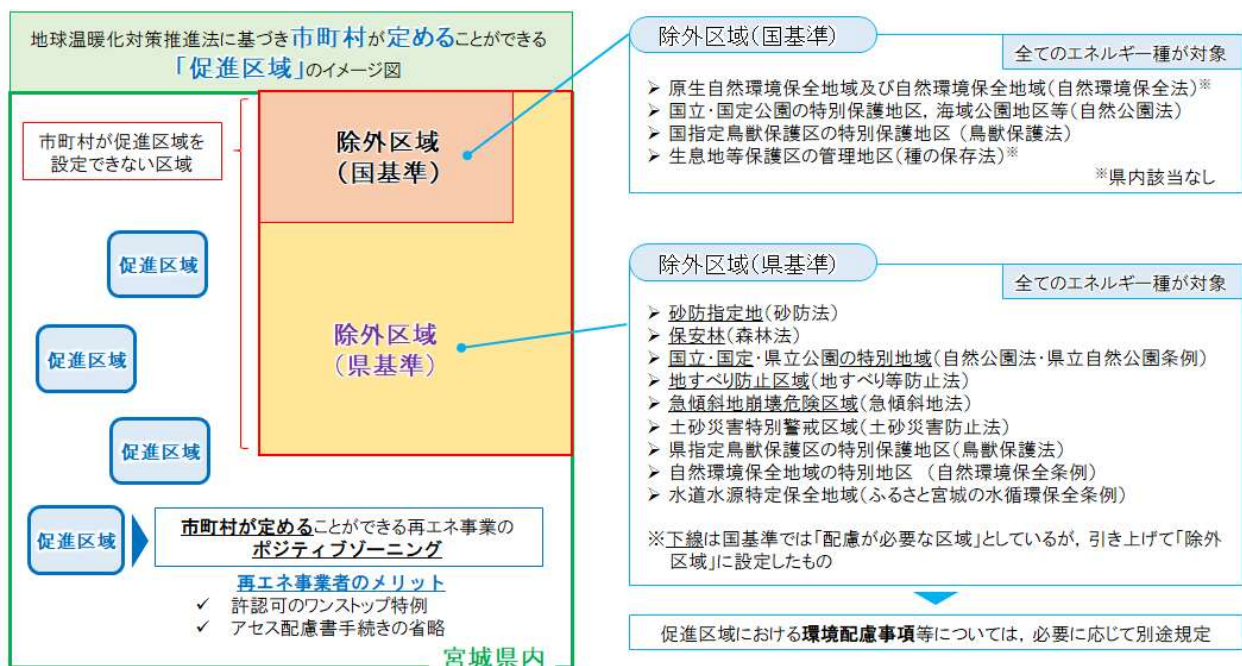 地球温暖化対策推進法に基づき市町村が定めることができる
「促進区域」のイメージ図
市町村が促進区域を
設定できない区域
除外区域
（国基準）
除外区域
（県基準）
促進区域
促進区域
促進区域
促進区域
市町村が定めることができる再エネ事業の
ポジティブゾーニング
再エネ事業者のメリット
✓ 許認可のワンストップ特例
✓ アセス配慮書手続きの省略
宮城県内
除外区域（国基準）
全てのエネルギー種が対象
➢ 原生自然環境保全地域及び自然環境保全地域（自然環境保全法）※
➢ 国立・国定公園の特別保護地区，海域公園地区等（自然公園法）
➢ 国指定鳥獣保護区の特別保護地区（鳥獣保護法）
➢ 生息地等保護区の管理地区（種の保存法）※
※県内該当なし
除外区域（県基準）
全てのエネルギー種が対象
➢ 砂防指定地（砂防法）
➢ 保安林（森林法）
➢ 国立・国定・県立公園の特別地域（自然公園法・県立自然公園条例）
➢ 地すべり防止区域（地すべり等防止法）
➢ 急傾斜地崩壊危険区域（急傾斜地法）
➢ 土砂災害特別警戒区域（土砂災害防止法）
➢ 県指定鳥獣保護区の特別保護地区（鳥獣保護法）
➢ 自然環境保全地域の特別地区（自然環境保全条例）
➢ 水道水源特定保全地域（ふるさと宮城の水循環保全条例）
※下線は国基準では「配慮が必要な区域」としているが，引き上げて「除外
区域」に設定したもの
促進区域における環境配慮事項等については，必要に応じて別途規定